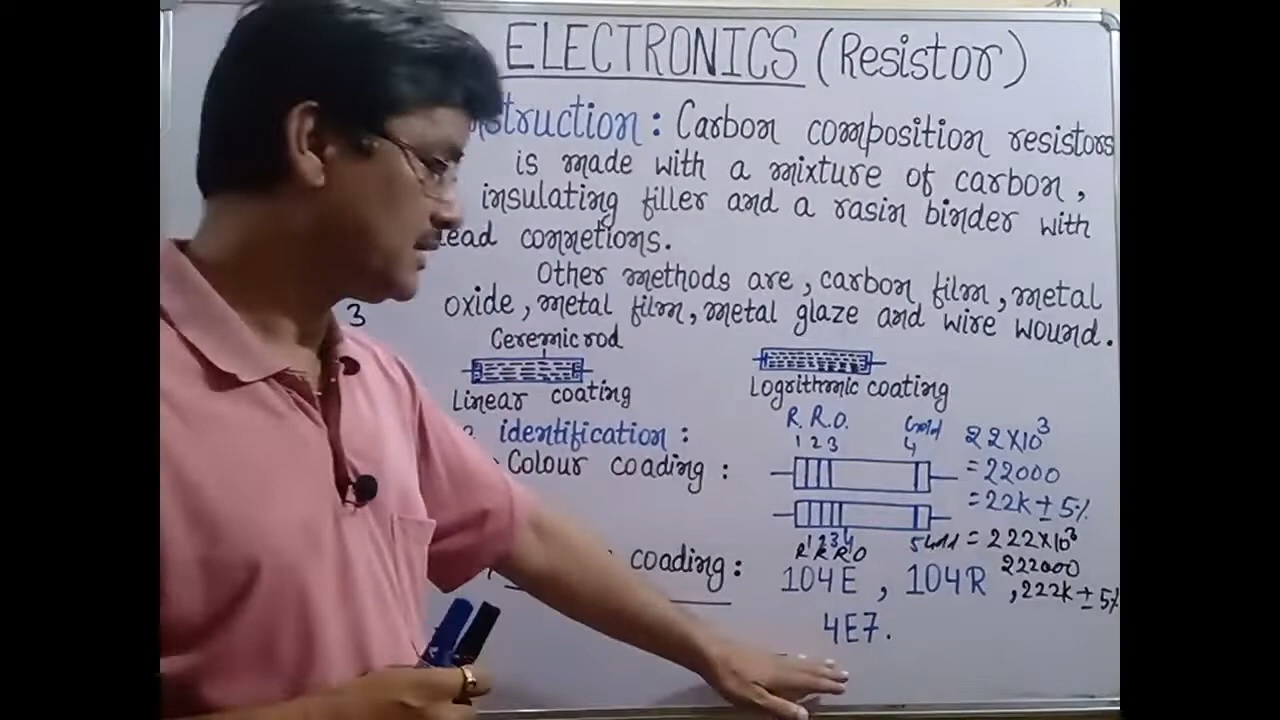 ELECTRONICS (Resistor)
nstruction: Carbon composition resistors
is made with a mixture of carbon,
insulating filler and a rasin binder with
lead connetions.
Other methods are, carbon film, metal
oxide, metal film, metal glaze and wire wound.
3
Ceremic rod
Linear coating
Logrithmic coating
identification:
Colour coading:
R. R. O. Gold
1 2 3 4
22×10³
=22000
=22K±5%
1 2 3 4 5 Gold
R R R O
=222×10³
222000
,222K±5%
coading:
104E, 104R
4E7.